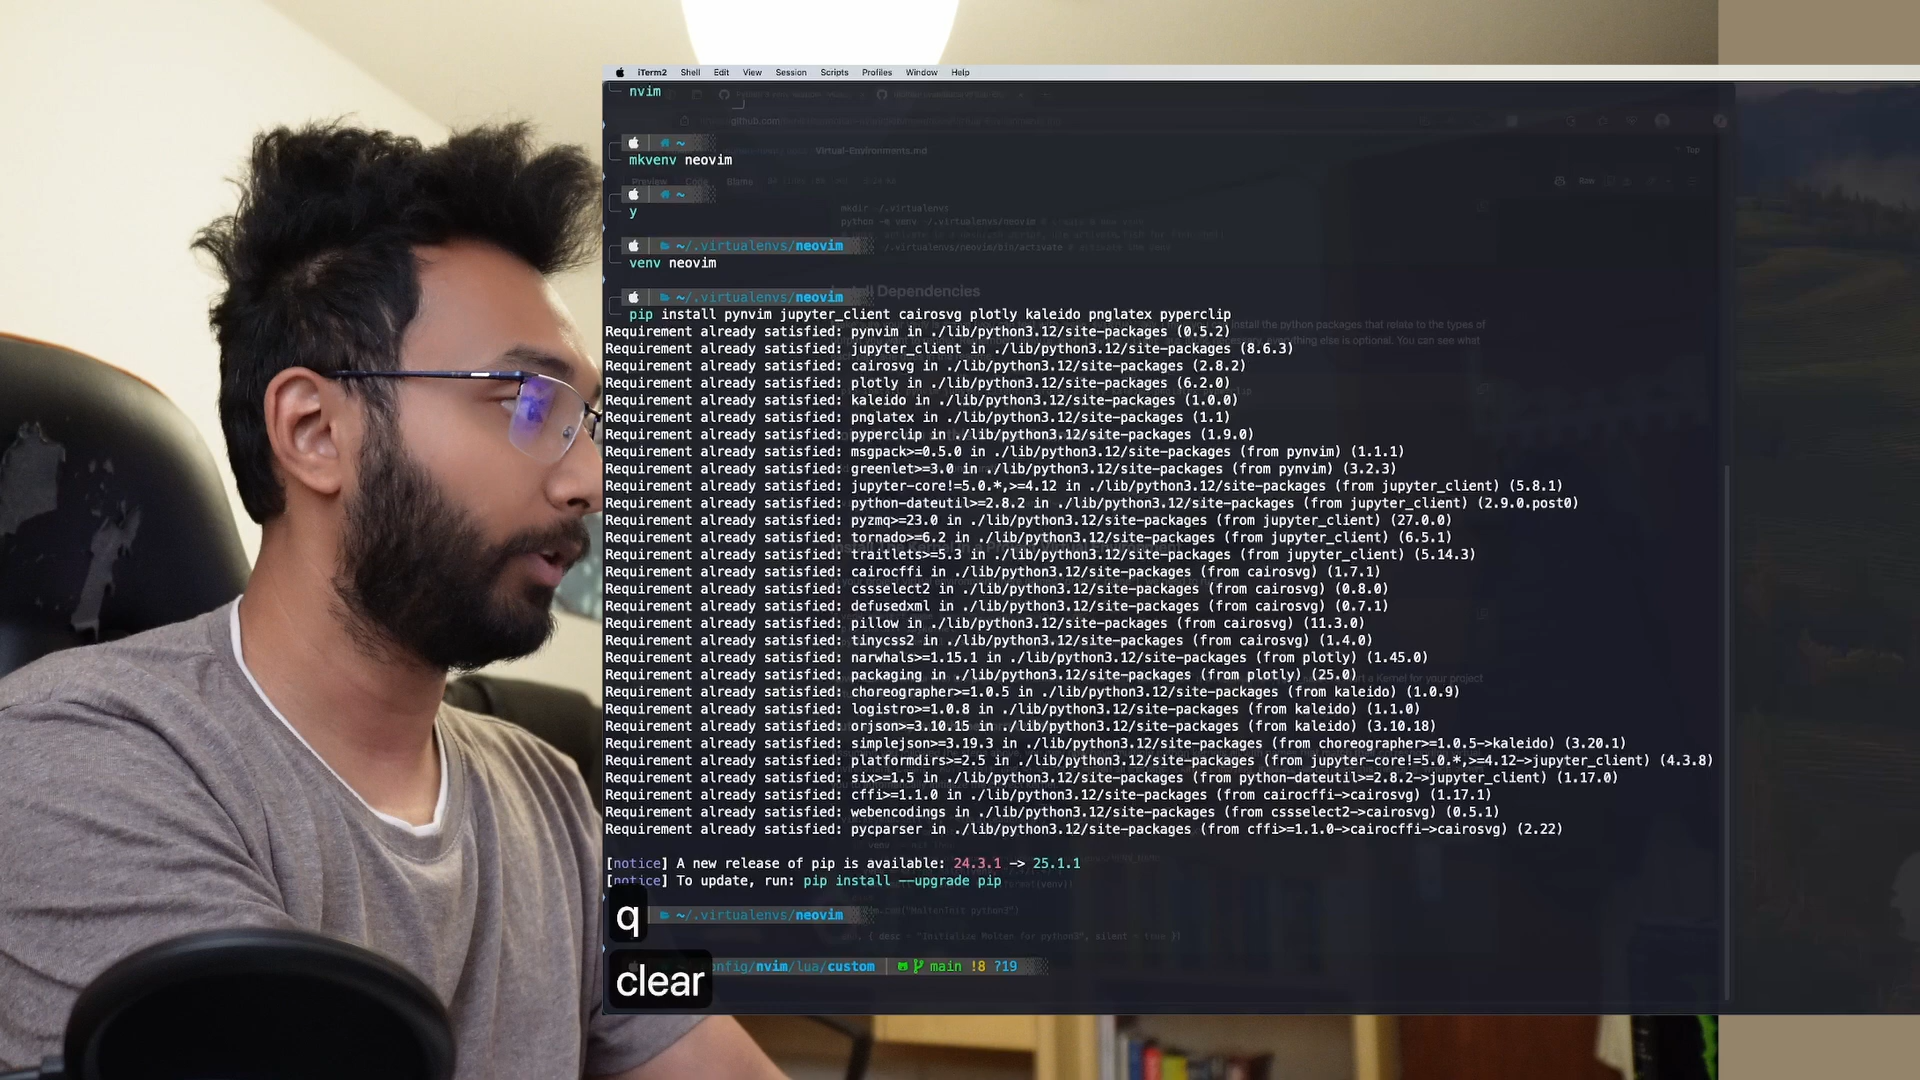 iTerm2 Shell Edit View Session Scripts Profiles Window Help
nvim
~
mkvenv neovim
~
y
~/.virtualenvs/neovim
venv neovim
~/.virtualenvs/neovim
pip install pynvim jupyter_client cairosvg plotly kaleido pnglatex pyperclip
Requirement already satisfied: pynvim in ./lib/python3.12/site-packages (0.5.2)
Requirement already satisfied: jupyter_client in ./lib/python3.12/site-packages (8.6.3)
Requirement already satisfied: cairosvg in ./lib/python3.12/site-packages (2.8.2)
Requirement already satisfied: plotly in ./lib/python3.12/site-packages (6.2.0)
Requirement already satisfied: kaleido in ./lib/python3.12/site-packages (1.0.0)
Requirement already satisfied: pnglatex in ./lib/python3.12/site-packages (1.1)
Requirement already satisfied: pyperclip in ./lib/python3.12/site-packages (1.9.0)
Requirement already satisfied: msgpack>=0.5.0 in ./lib/python3.12/site-packages (from pynvim) (1.1.1)
Requirement already satisfied: greenlet>=3.0 in ./lib/python3.12/site-packages (from pynvim) (3.2.3)
Requirement already satisfied: jupyter-core!=5.0.*,>=4.12 in ./lib/python3.12/site-packages (from jupyter_client) (5.8.1)
Requirement already satisfied: python-dateutil>=2.8.2 in ./lib/python3.12/site-packages (from jupyter_client) (2.9.0.post0)
Requirement already satisfied: pyzmq>=23.0 in ./lib/python3.12/site-packages (from jupyter_client) (27.0.0)
Requirement already satisfied: tornado>=6.2 in ./lib/python3.12/site-packages (from jupyter_client) (6.5.1)
Requirement already satisfied: traitlets>=5.3 in ./lib/python3.12/site-packages (from jupyter_client) (5.14.3)
Requirement already satisfied: cairocffi in ./lib/python3.12/site-packages (from cairosvg) (1.7.1)
Requirement already satisfied: cssselect2 in ./lib/python3.12/site-packages (from cairosvg) (0.8.0)
Requirement already satisfied: defusedxml in ./lib/python3.12/site-packages (from cairosvg) (0.7.1)
Requirement already satisfied: pillow in ./lib/python3.12/site-packages (from cairosvg) (11.3.0)
Requirement already satisfied: tinycss2 in ./lib/python3.12/site-packages (from cairosvg) (1.4.0)
Requirement already satisfied: narwhals>=1.15.1 in ./lib/python3.12/site-packages (from plotly) (1.45.0)
Requirement already satisfied: packaging in ./lib/python3.12/site-packages (from plotly) (25.0)
Requirement already satisfied: choreographer>=1.0.5 in ./lib/python3.12/site-packages (from kaleido) (1.0.9)
Requirement already satisfied: logistro>=1.0.8 in ./lib/python3.12/site-packages (from kaleido) (1.1.0)
Requirement already satisfied: orjson>=3.10.15 in ./lib/python3.12/site-packages (from kaleido) (3.10.18)
Requirement already satisfied: simplejson>=3.19.3 in ./lib/python3.12/site-packages (from choreographer>=1.0.5->kaleido) (3.20.1)
Requirement already satisfied: platformdirs>=2.5 in ./lib/python3.12/site-packages (from jupyter-core!=5.0.*,>=4.12->jupyter_client) (4.3.8)
Requirement already satisfied: six>=1.5 in ./lib/python3.12/site-packages (from python-dateutil>=2.8.2->jupyter_client) (1.17.0)
Requirement already satisfied: cffi>=1.1.0 in ./lib/python3.12/site-packages (from cairocffi->cairosvg) (1.17.1)
Requirement already satisfied: webencodings in ./lib/python3.12/site-packages (from cssselect2->cairosvg) (0.5.1)
Requirement already satisfied: pycparser in ./lib/python3.12/site-packages (from cffi>=1.1.0->cairocffi->cairosvg) (2.22)
[notice] A new release of pip is available: 24.3.1 -> 25.1.1
[notice] To update, run: pip install --upgrade pip
q ~/.virtualenvs/neovim
onfig/nvim/lua/custom main !8 ?19
clear